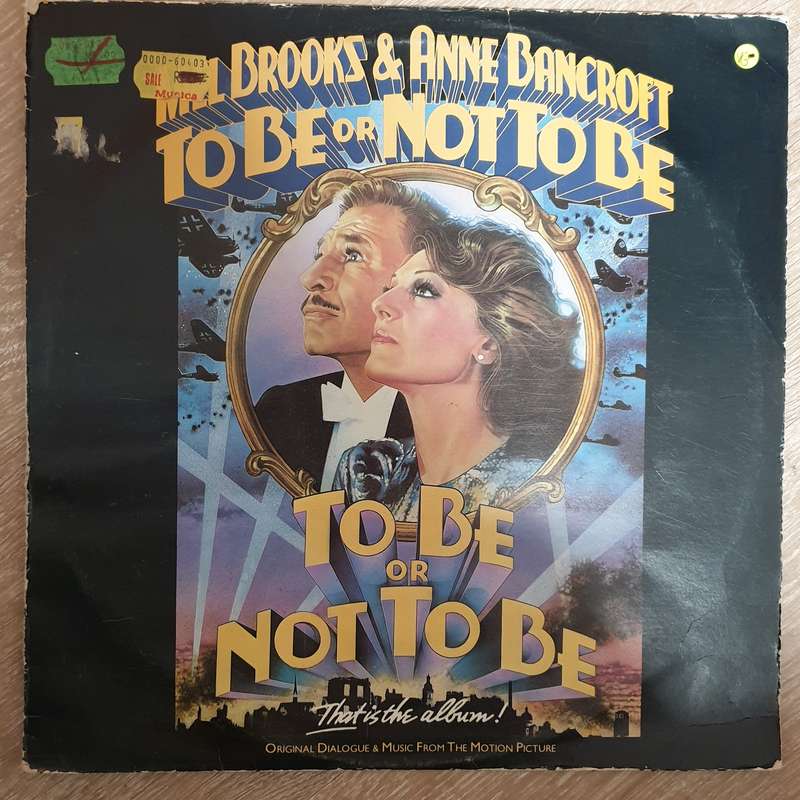 0000-60403
SALE R
Musica
MEL BROOKS & ANNE BANCROFT
TO BE OR NOT TO BE
TO BE
OR
NOT TO BE
That is the album!
ORIGINAL DIALOGUE & MUSIC FROM THE MOTION PICTURE